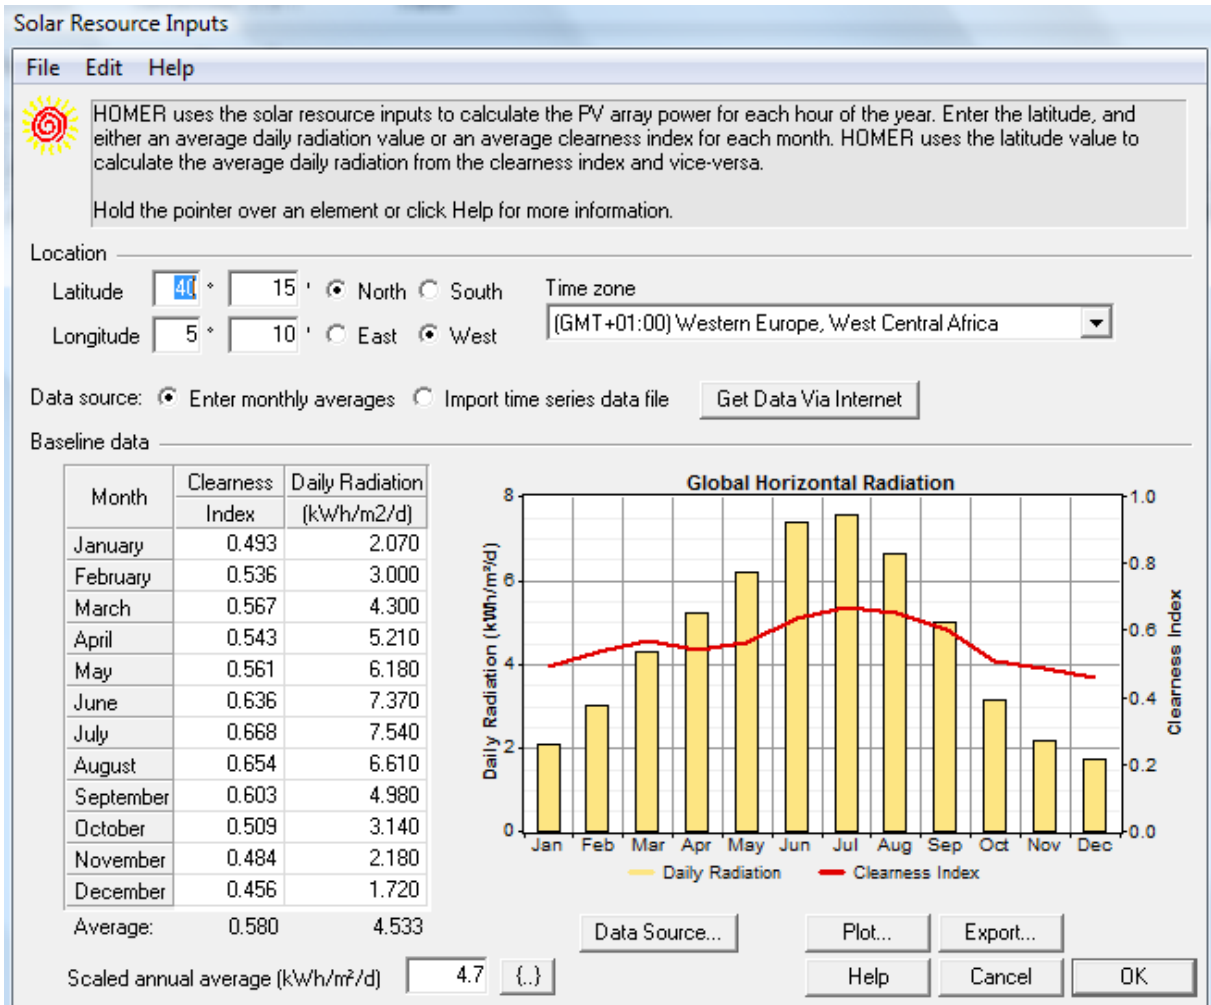 Solar Resource Inputs
File Edit Help
HOMER uses the solar resource inputs to calculate the PV array power for each hour of the year. Enter the latitude, and
either an average daily radiation value or an average clearness index for each month. HOMER uses the latitude value to
calculate the average daily radiation from the clearness index and vice-versa.
Hold the pointer over an element or click Help for more information.
Location
Latitude 40 ° 15 ' North South
Time zone
Longitude 5 ° 10 ' East West
(GMT+01:00) Western Europe, West Central Africa
Data source: Enter monthly averages Import time series data file Get Data Via Internet
Baseline data
Month Clearness Index Daily Radiation (kWh/m2/d)
January 0.493 2.070
February 0.536 3.000
March 0.567 4.300
April 0.543 5.210
May 0.561 6.180
June 0.636 7.370
July 0.668 7.540
August 0.654 6.610
September 0.603 4.980
October 0.509 3.140
November 0.484 2.180
December 0.456 1.720
Average: 0.580 4.533
Scaled annual average (kWh/m²/d) 4.7 {..}
Global Horizontal Radiation
Daily Radiation (kWh/m²/d)
8
6
4
2
0
1.0
0.8
0.6
0.4
0.2
0.0
Clearness Index
Jan Feb Mar Apr May Jun Jul Aug Sep Oct Nov Dec
Daily Radiation Clearness Index
Data Source... Plot... Export...
Help Cancel OK